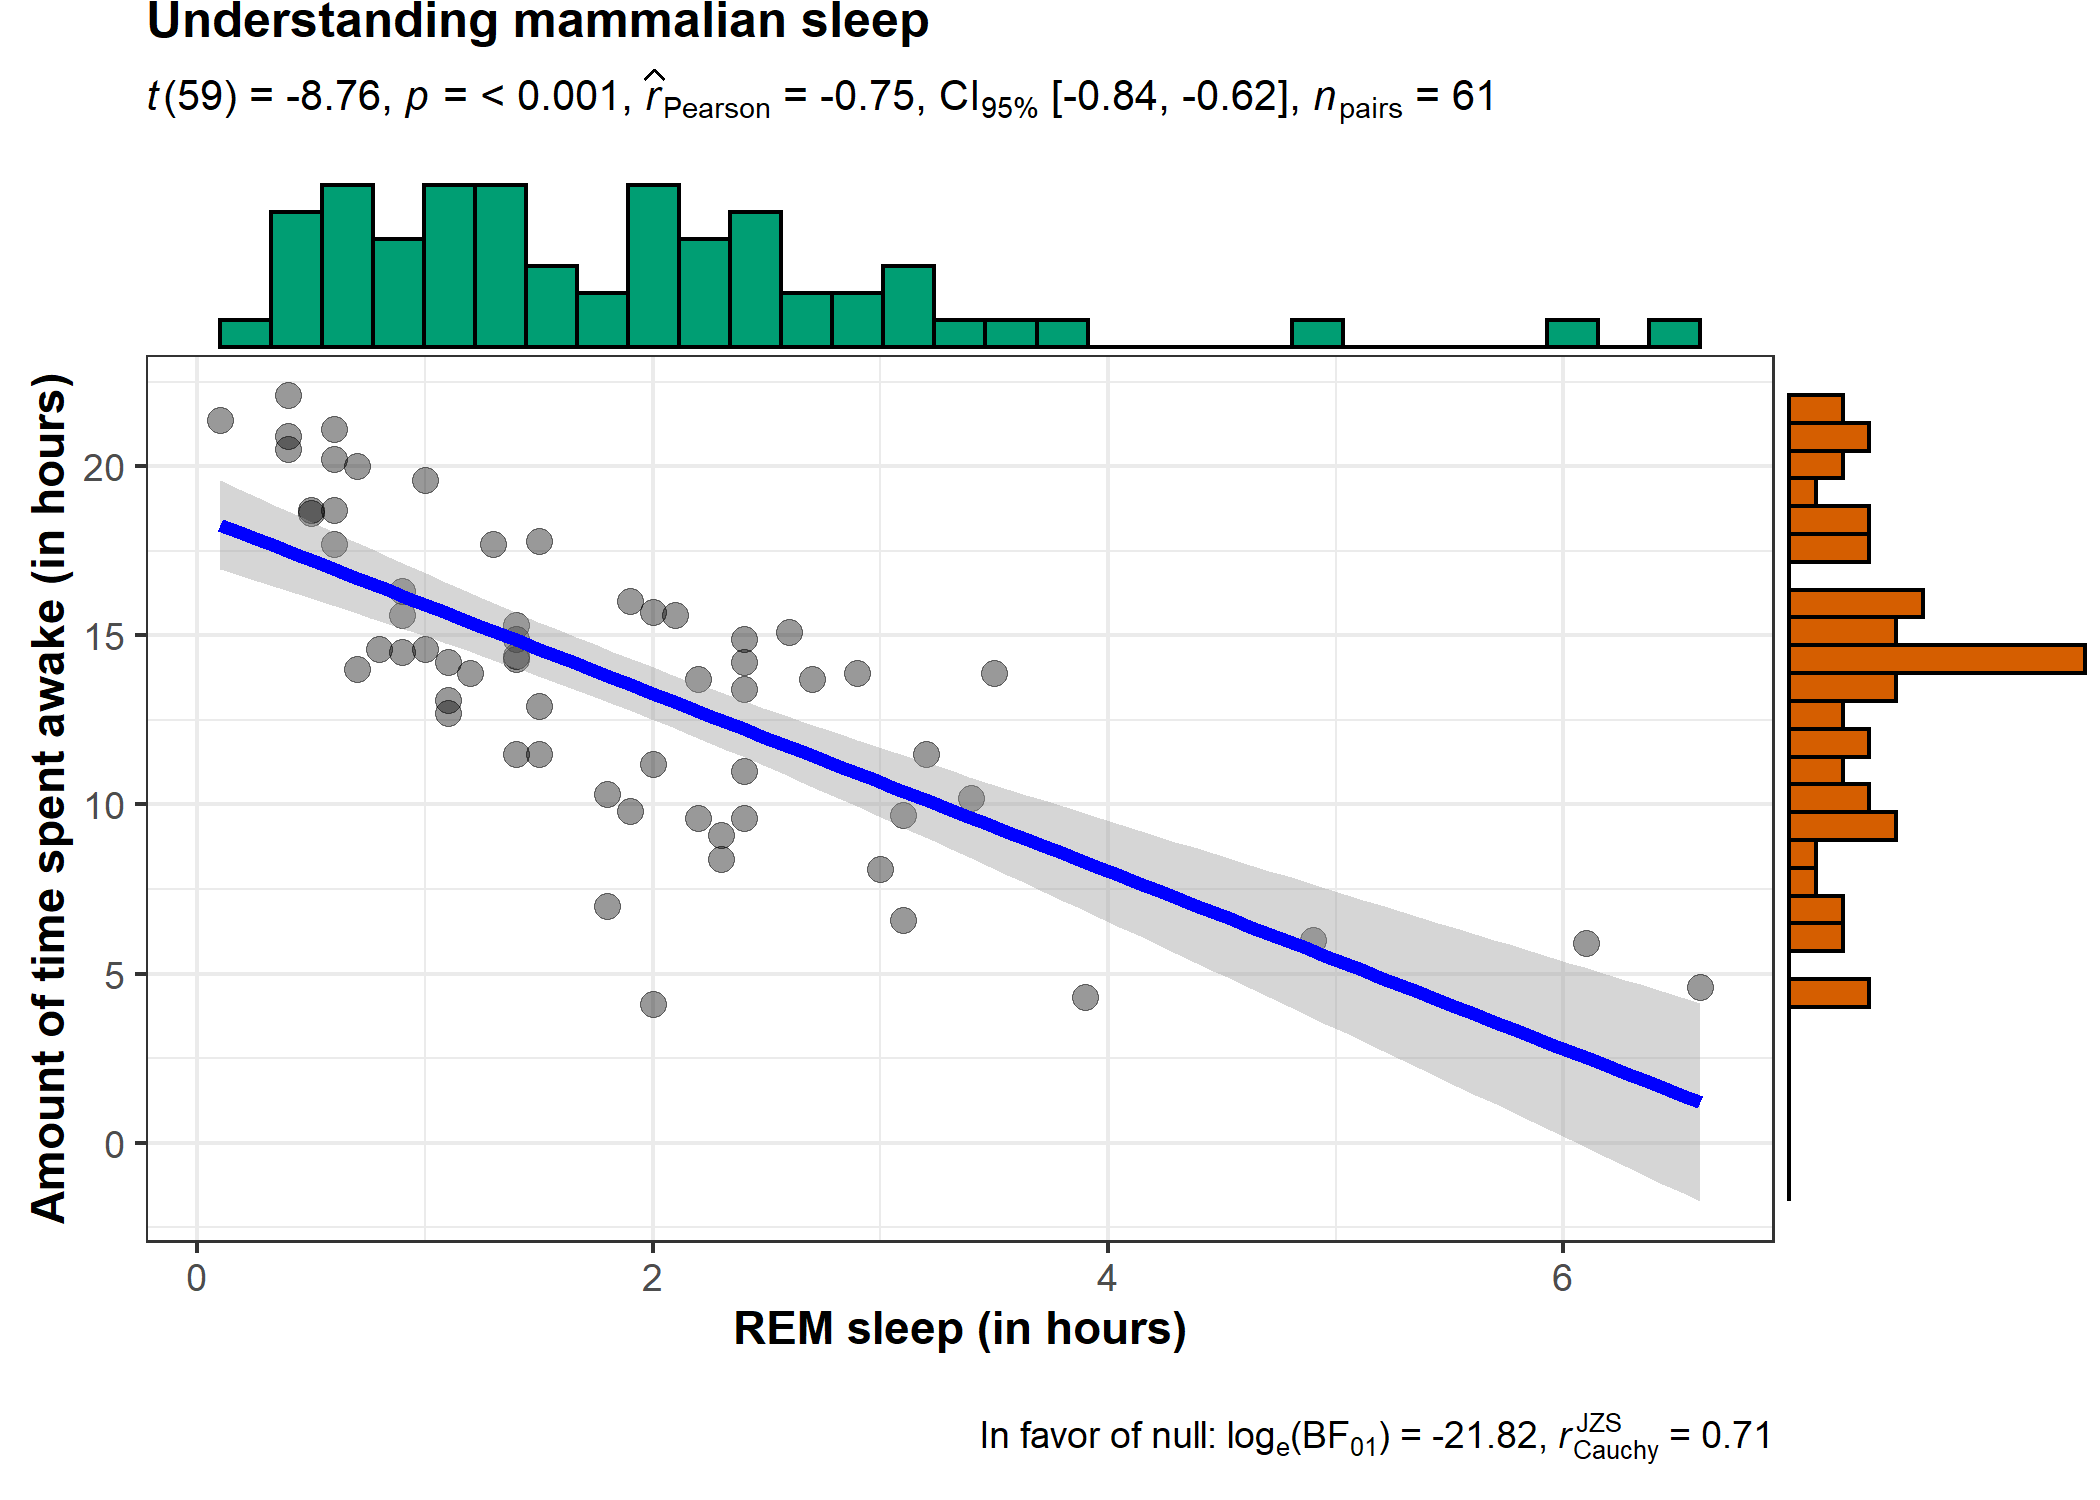 Understanding mammalian sleep
t(59) = -8.76, p = < 0.001, r̂Pearson = -0.75, CI95% [-0.84, -0.62], npairs = 61
Amount of time spent awake (in hours)
20
15
10
5
0
0 2 4 6
REM sleep (in hours)
In favor of null: loge(BF01) = -21.82, rJZSCauchy = 0.71